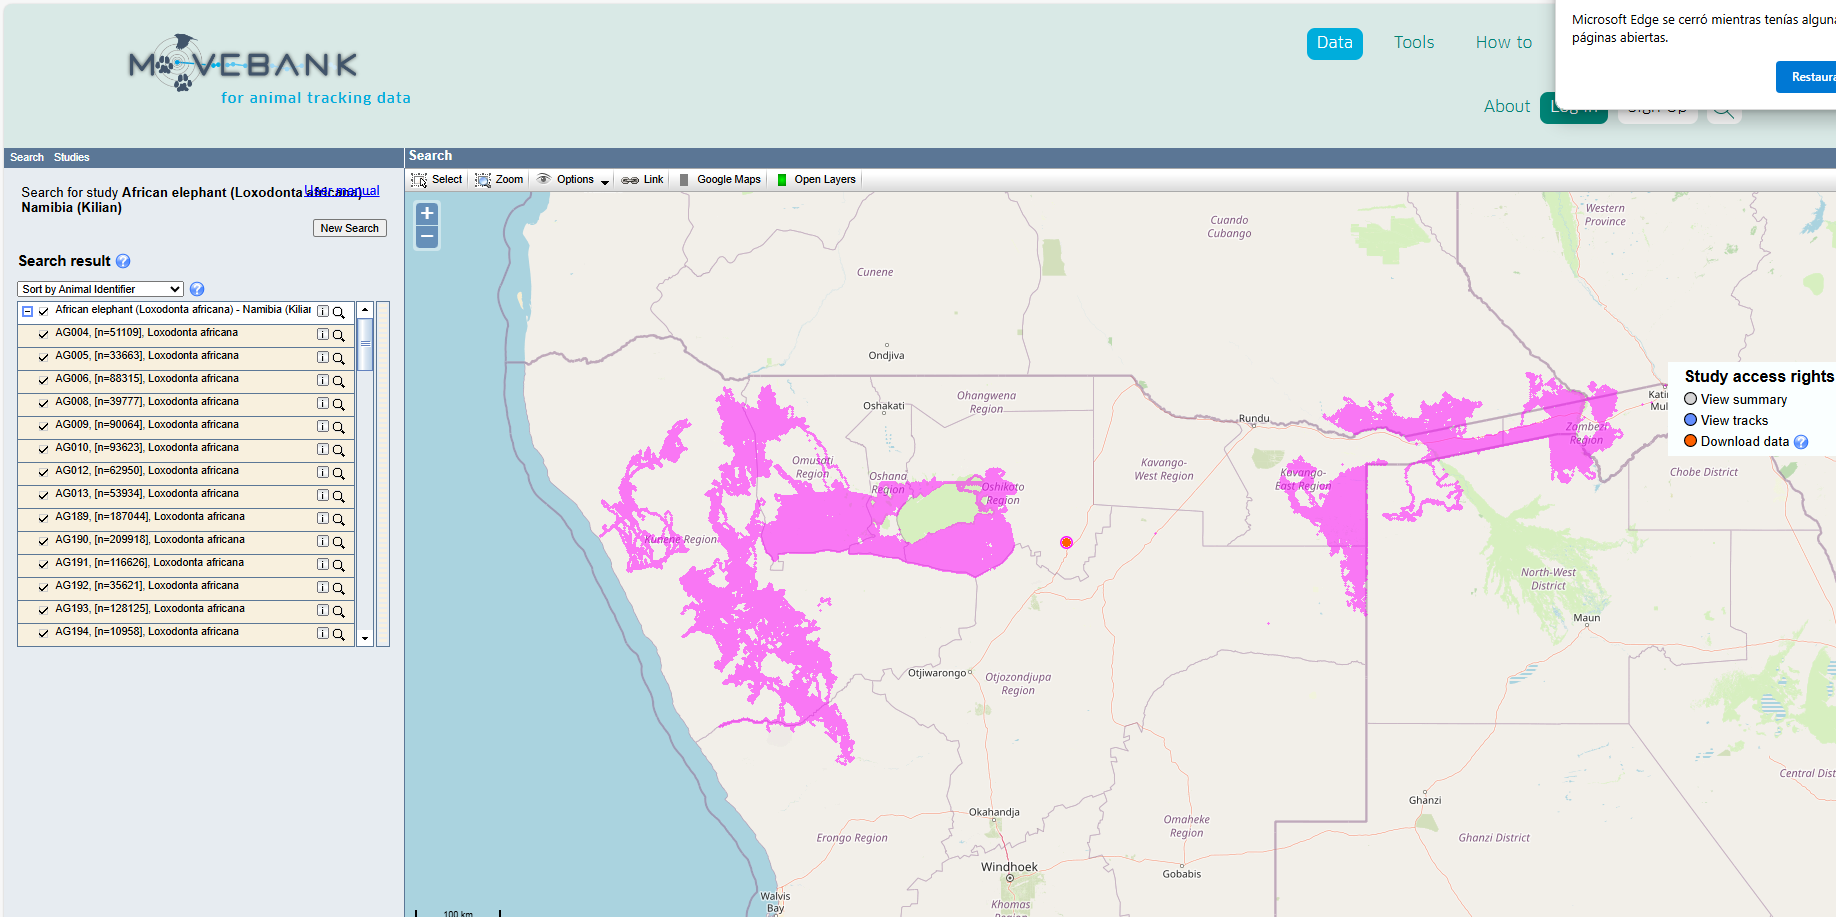 Microsoft Edge se cerró mientras tenías alguna
páginas abiertas.
Restaura
MOVEBANK
for animal tracking data
Data
Tools
How to
About
Log In
Sign Up
Search Studies
Search for study African elephant (Loxodonta africana)
Namibia (Kilian)
User manual
New Search
Search result
Sort by Animal Identifier
African elephant (Loxodonta africana) - Namibia (Kilian
AG004, [n=51109], Loxodonta africana
AG005, [n=33663], Loxodonta africana
AG006, [n=88315], Loxodonta africana
AG008, [n=39777], Loxodonta africana
AG009, [n=90064], Loxodonta africana
AG010, [n=93623], Loxodonta africana
AG012, [n=62950], Loxodonta africana
AG013, [n=53934], Loxodonta africana
AG189, [n=187044], Loxodonta africana
AG190, [n=209918], Loxodonta africana
AG191, [n=116626], Loxodonta africana
AG192, [n=35621], Loxodonta africana
AG193, [n=128125], Loxodonta africana
AG194, [n=10958], Loxodonta africana
Search
Select
Zoom
Options
Link
Google Maps
Open Layers
+
−
Western
Province
Cuando
Cubango
Cunene
Ondjiva
Study access rights
View summary
View tracks
Download data
Ohangwena
Region
Oshakati
Rundu
Kati
Mul
Zambezi
Region
Omusati
Region
Oshana
Region
Oshikoto
Region
Kavango-
West Region
Kavango-
East Region
Chobe District
Kunene Region
North-West
District
Maun
Otjiwarongo
Otjozondjupa
Region
Central Dist
Ghanzi
Okahandja
Erongo Region
Omaheke
Region
Ghanzi District
Windhoek
Gobabis
Walvis
Bay
Khomas
100 km